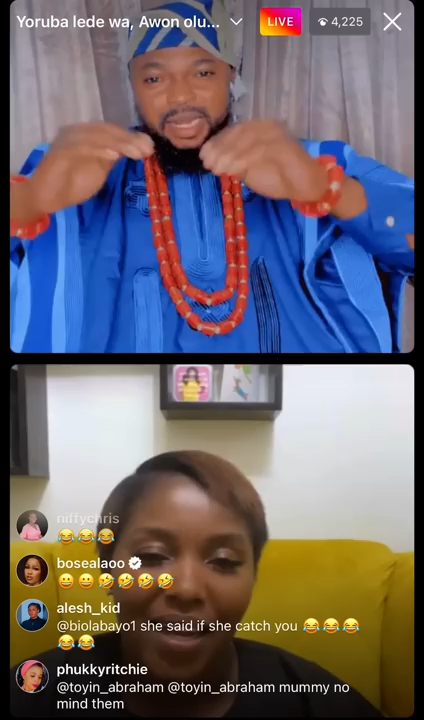 Yoruba lede wa, Awon olu...
LIVE
4,225
niffychris
😂😂😂
bosealaoo
😀😀🤣🤣🤣🤣
alesh_kid
@biolabayo1 she said if she catch you 😂😂😂
😂😂
phukkyritchie
@toyin_abraham @toyin_abraham mummy no
mind them